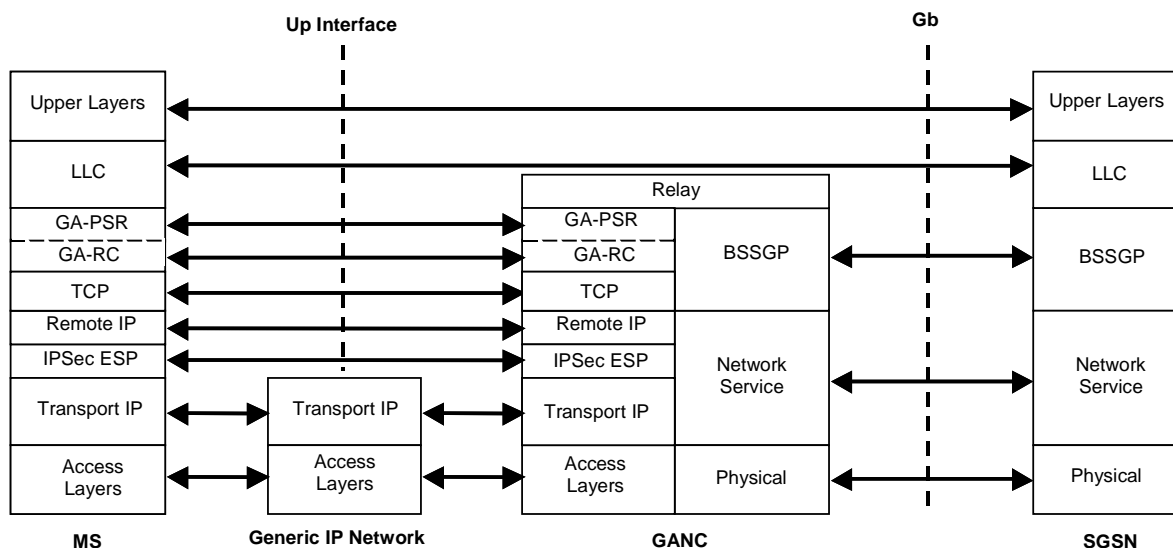 Up Interface
Gb
Upper Layers
Upper Layers
LLC
LLC
Relay
GA-PSR
GA-PSR
GA-RC
GA-RC
BSSGP
BSSGP
TCP
TCP
Remote IP
Remote IP
IPSec ESP
IPSec ESP
Network
Service
Network
Service
Transport IP
Transport IP
Transport IP
Access
Layers
Access
Layers
Access
Layers
Physical
Physical
MS
Generic IP Network
GANC
SGSN